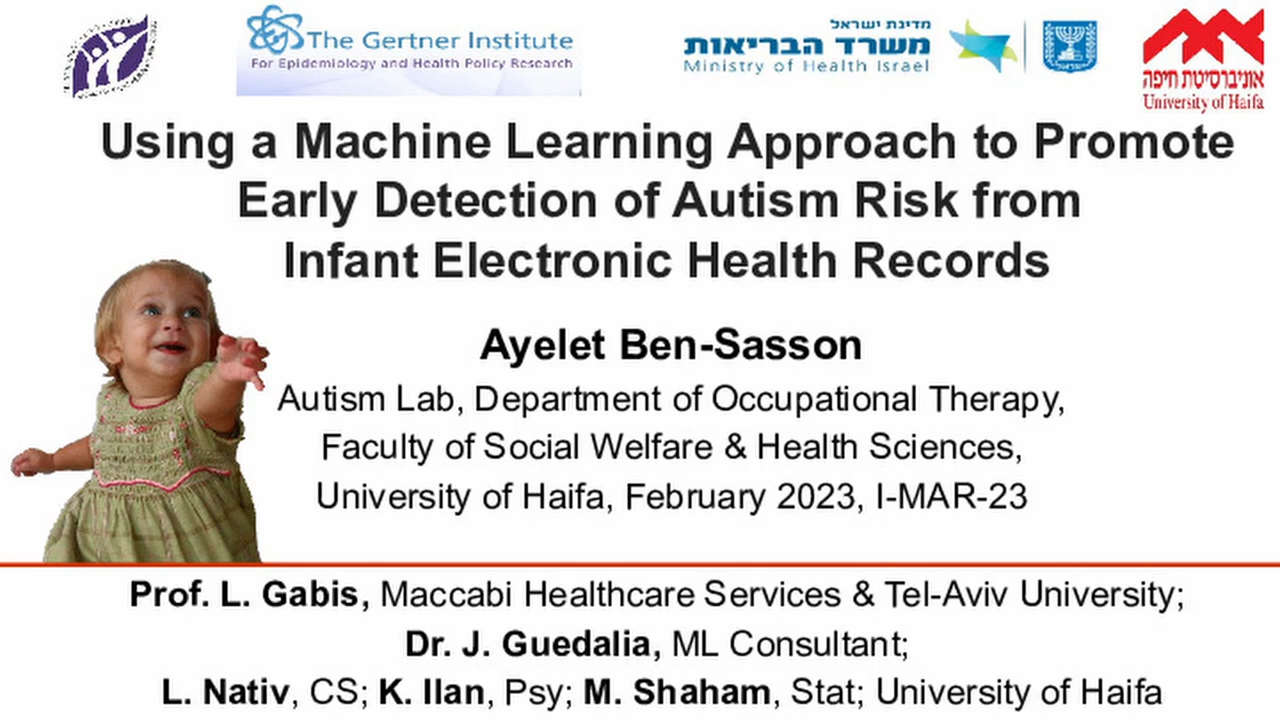 The Gertner Institute
For Epidemiology and Health Policy Research
מדינת ישראל
משרד הבריאות
Ministry of Health Israel
אוניברסיטת חיפה
University of Haifa
Using a Machine Learning Approach to Promote
Early Detection of Autism Risk from
Infant Electronic Health Records
Ayelet Ben-Sasson
Autism Lab, Department of Occupational Therapy,
Faculty of Social Welfare & Health Sciences,
University of Haifa, February 2023, I-MAR-23
Prof. L. Gabis, Maccabi Healthcare Services & Tel-Aviv University;
Dr. J. Guedalia, ML Consultant;
L. Nativ, CS; K. Ilan, Psy; M. Shaham, Stat; University of Haifa